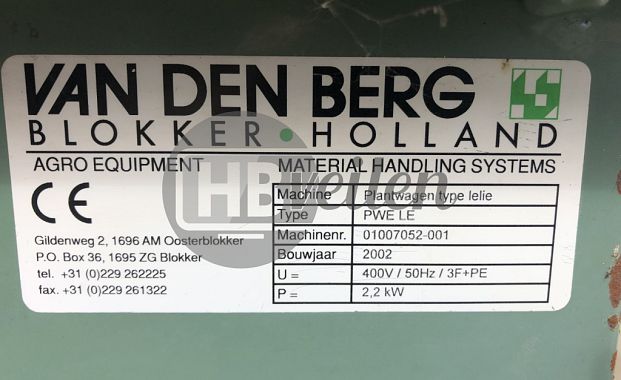 VAN DEN BERG
BLOKKER • HOLLAND
AGRO EQUIPMENT MATERIAL HANDLING SYSTEMS
CE
Gildenweg 2, 1696 AM Oosterblokker
P.O. Box 36, 1695 ZG Blokker
tel. +31 (0)229 262225
fax. +31 (0)229 261322
Machine Plantwagen type lelie
Type PWE LE
Machinenr. 01007052-001
Bouwjaar 2002
U = 400V / 50Hz / 3F+PE
P = 2,2 kW
HBveilen